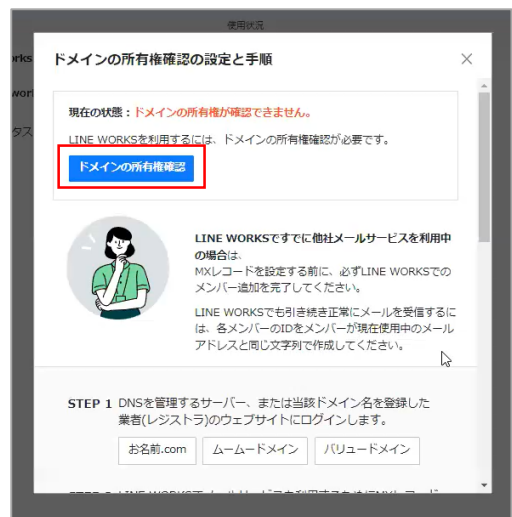 使用状況
ドメインの所有権確認の設定と手順
現在の状態：ドメインの所有権が確認できません。
LINE WORKSを利用するには、ドメインの所有権確認が必要です。
ドメインの所有権確認
LINE WORKSですでに他社メールサービスを利用中
の場合は、
MXレコードを設定する前に、必ずLINE WORKSでの
メンバー追加を完了してください。
LINE WORKSでも引き続き正常にメールを受信するに
は、各メンバーのIDをメンバーが現在使用中のメール
アドレスと同じ文字列で作成してください。
STEP 1 DNSを管理するサーバー、または当該ドメイン名を登録した
業者(レジストラ)のウェブサイトにログインします。
お名前.com ムームードメイン バリュードメイン